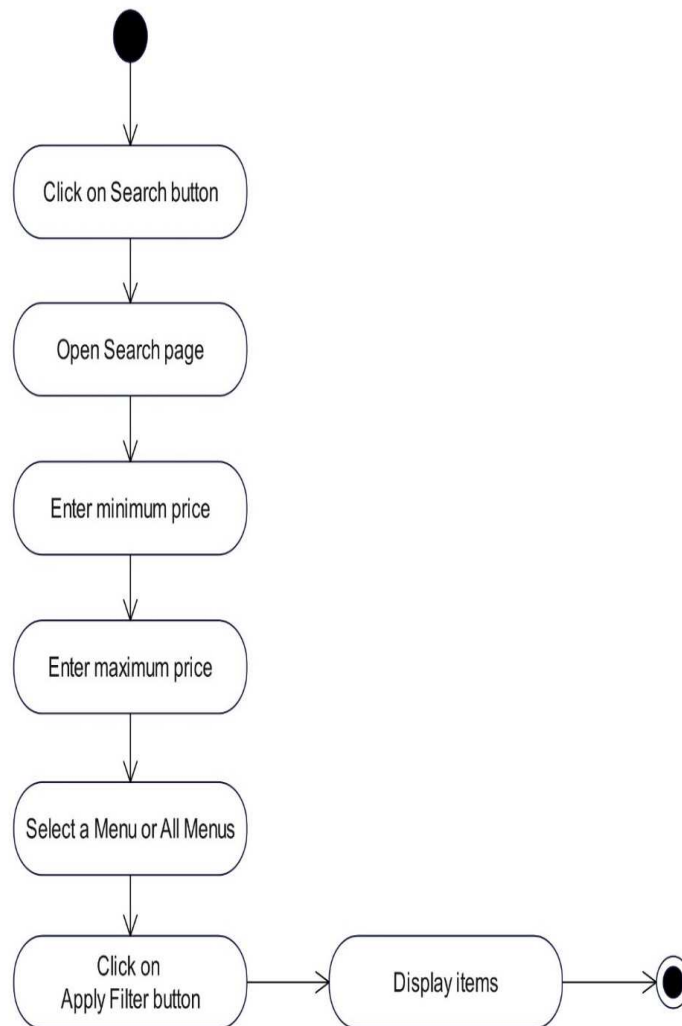 Click on Search button
Open Search page
Enter minimum price
Enter maximum price
Select a Menu or All Menus
Click on
Apply Filter button
Display items